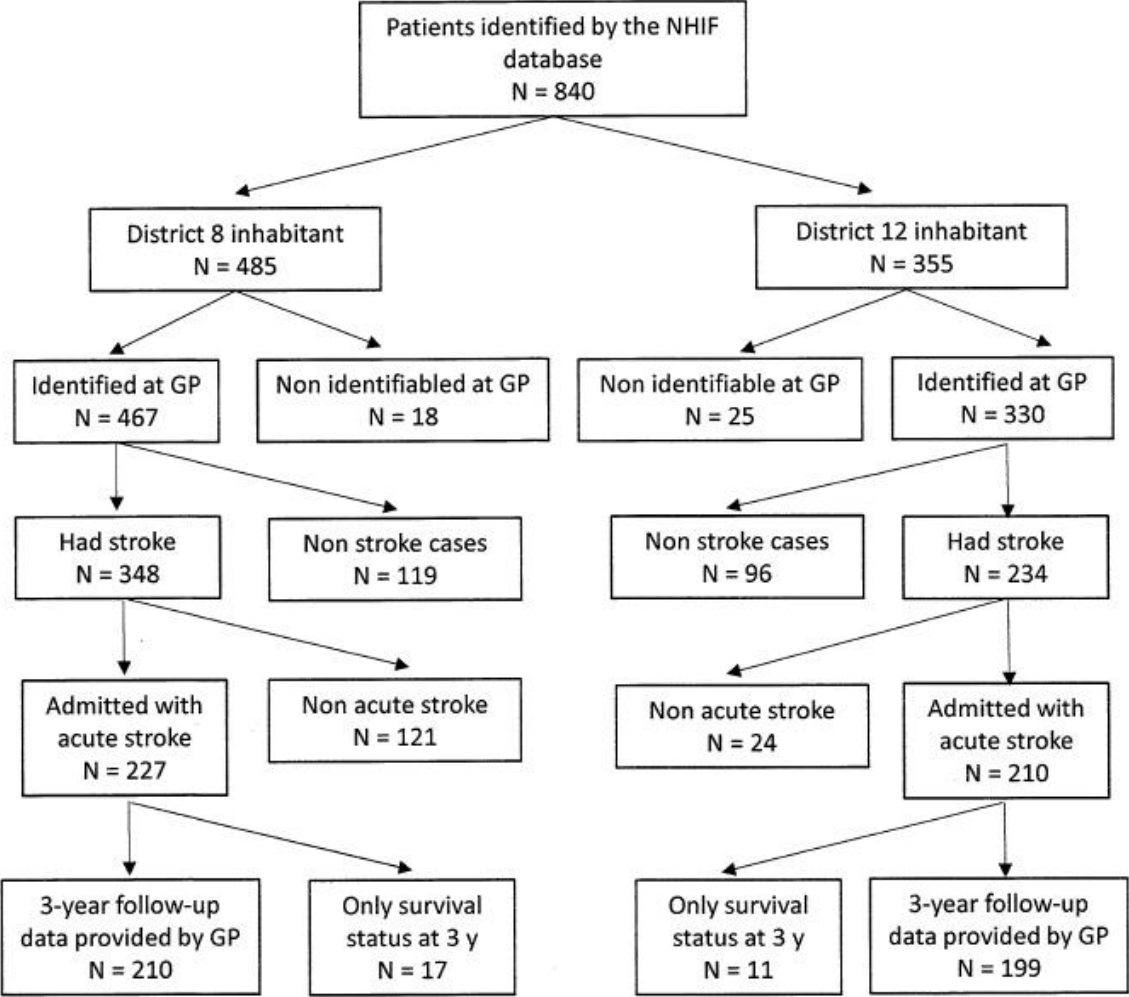 Patients identified by the NHIF
database
N = 840
District 8 inhabitant
N = 485
District 12 inhabitant
N = 355
Identified at GP
N = 467
Non identifiabled at GP
N = 18
Non identifiable at GP
N = 25
Identified at GP
N = 330
Had stroke
N = 348
Non stroke cases
N = 119
Non stroke cases
N = 96
Had stroke
N = 234
Admitted with
acute stroke
N = 227
Non acute stroke
N = 121
Non acute stroke
N = 24
Admitted with
acute stroke
N = 210
3-year follow-up
data provided by GP
N = 210
Only survival
status at 3 y
N = 17
Only survival
status at 3 y
N = 11
3-year follow-up
data provided by GP
N = 199